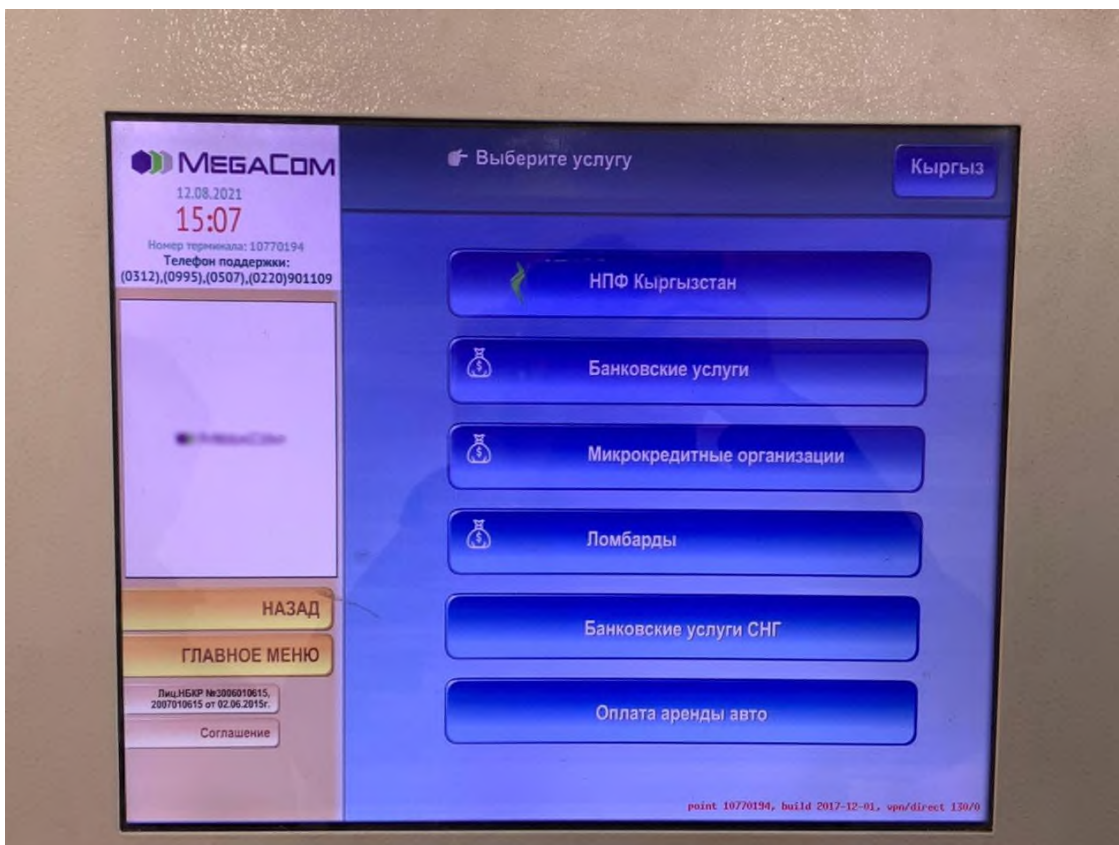 MEGACOM
12.08.2021
15:07
Номер терминала: 10770194
Телефон поддержки:
(0312),(0995),(0507),(0220)901109
Выберите услугу
Кыргыз
НПФ Кыргызстан
Банковские услуги
Микрокредитные организации
Ломбарды
Банковские услуги СНГ
Оплата аренды авто
НАЗАД
ГЛАВНОЕ МЕНЮ
Лиц.НБКР №3006010615,
2007010615 от 02.06.2015г.
Соглашение
point 10770194, build 2017-12-01, vpn/direct 130/0